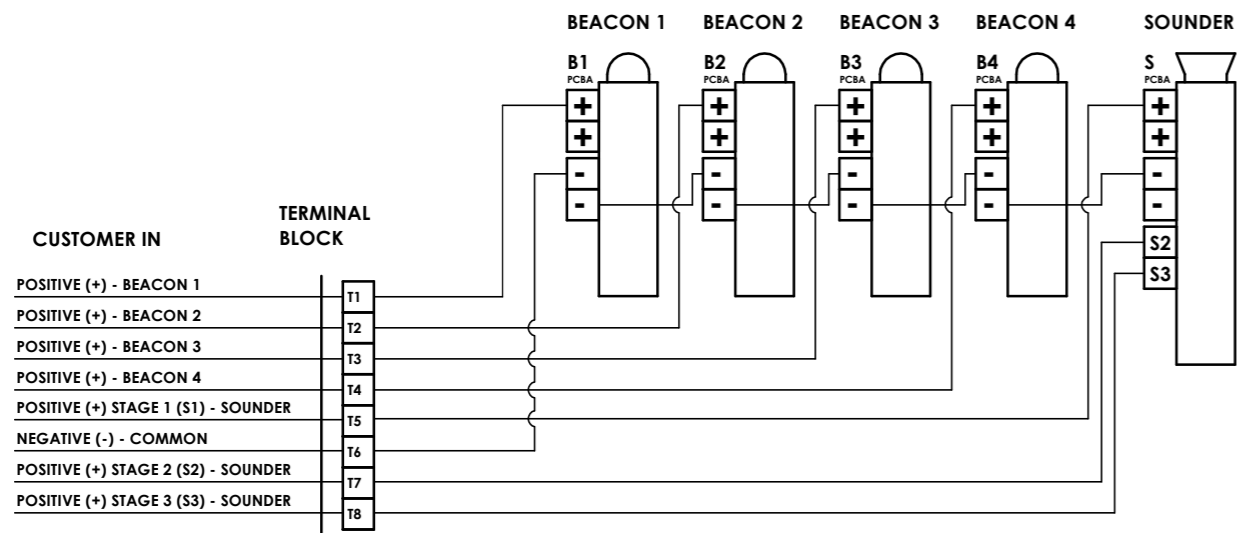 BEACON 1 BEACON 2 BEACON 3 BEACON 4 SOUNDER
B1 B2 B3 B4 S
PCBA PCBA PCBA PCBA PCBA
+ + + + +
+ + + + +
- - - - -
- - - - -
S2
S3
TERMINAL
BLOCK
CUSTOMER IN
POSITIVE (+) - BEACON 1 T1
POSITIVE (+) - BEACON 2 T2
POSITIVE (+) - BEACON 3 T3
POSITIVE (+) - BEACON 4 T4
POSITIVE (+) STAGE 1 (S1) - SOUNDER T5
NEGATIVE (-) - COMMON T6
POSITIVE (+) STAGE 2 (S2) - SOUNDER T7
POSITIVE (+) STAGE 3 (S3) - SOUNDER T8